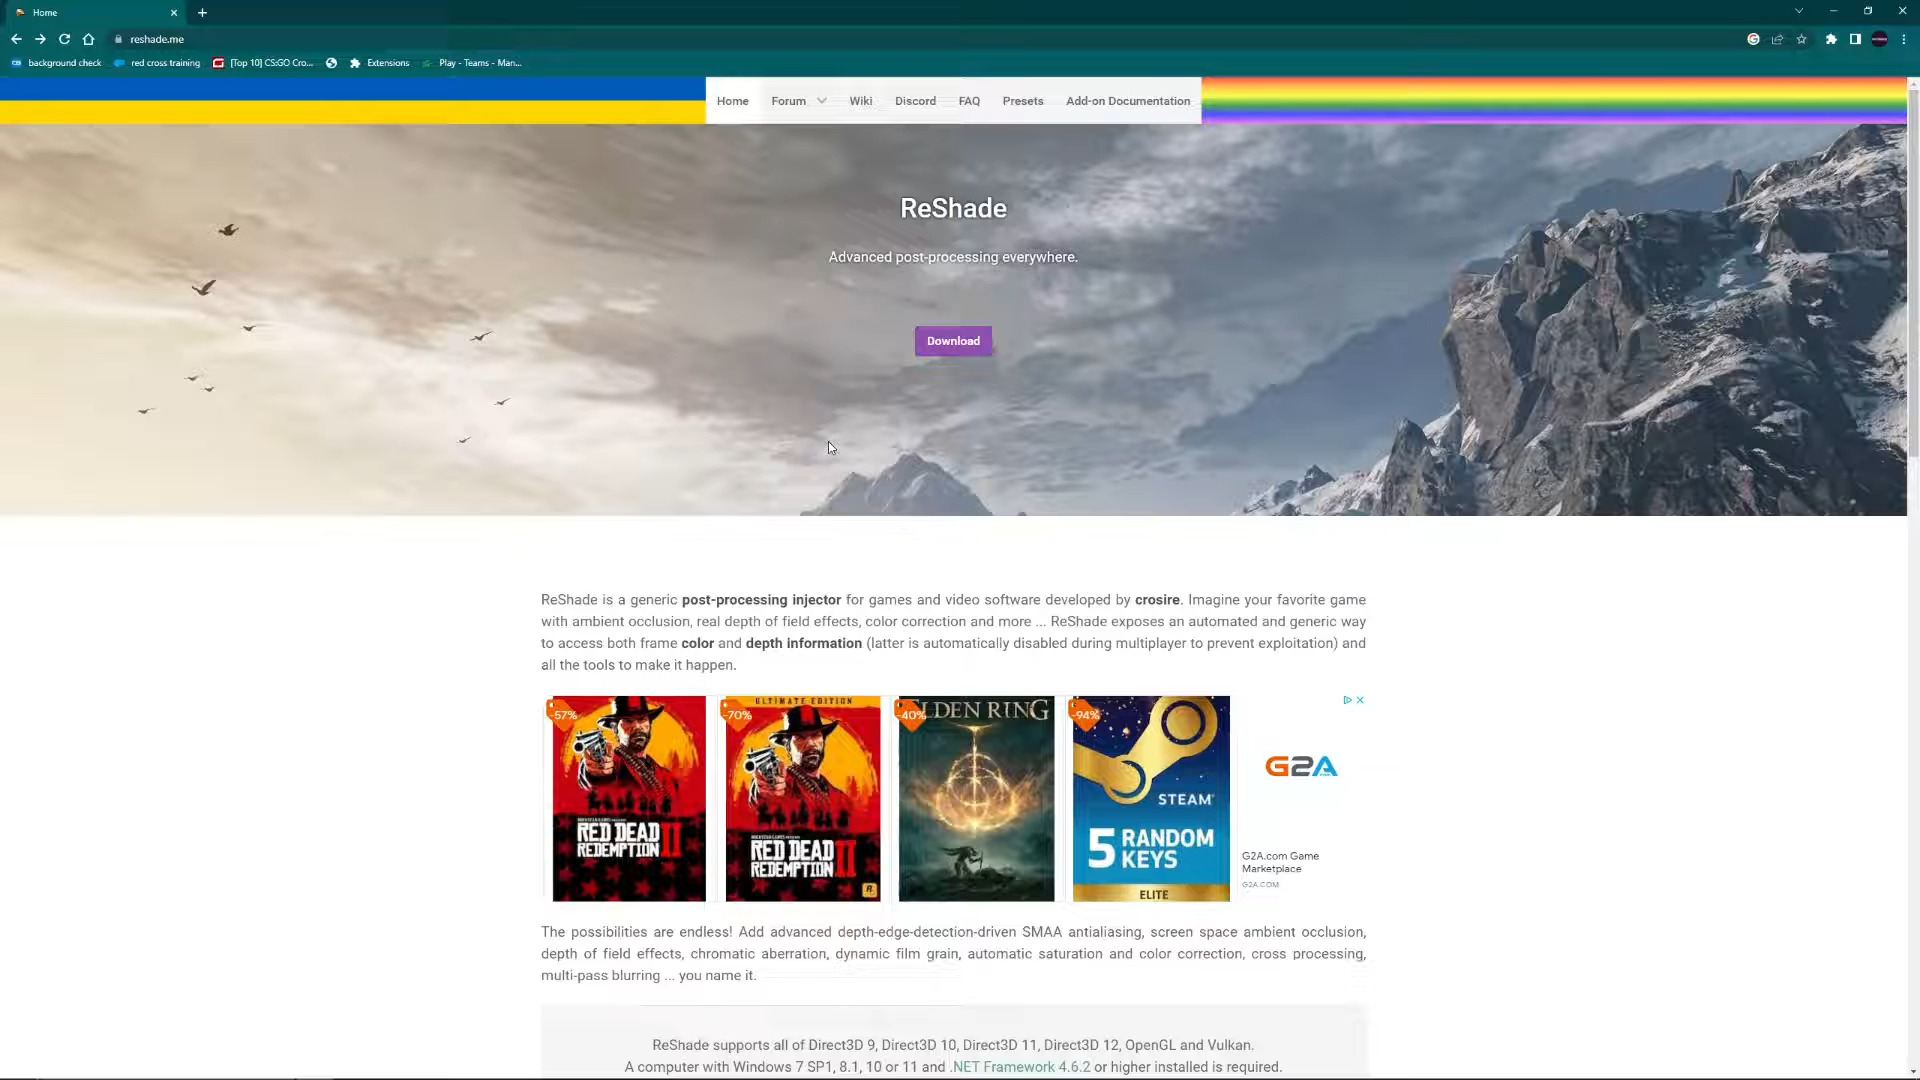 Home
reshade.me
background check
red cross training
[Top 10] CS:GO Cro...
Extensions
Play - Teams - Man...
Home
Forum
Wiki
Discord
FAQ
Presets
Add-on Documentation
ReShade
Advanced post-processing everywhere.
Download
ReShade is a generic post-processing injector for games and video software developed by crosire. Imagine your favorite game
with ambient occlusion, real depth of field effects, color correction and more ... ReShade exposes an automated and generic way
to access both frame color and depth information (latter is automatically disabled during multiplayer to prevent exploitation) and
all the tools to make it happen.
-57%
RED DEAD
REDEMPTION II
-70%
ULTIMATE EDITION
RED DEAD
REDEMPTION II
-40%
ELDEN RING
-94%
STEAM
5 RANDOM
KEYS
ELITE
G2A
G2A.com Game
Marketplace
G2A.COM
The possibilities are endless! Add advanced depth-edge-detection-driven SMAA antialiasing, screen space ambient occlusion,
depth of field effects, chromatic aberration, dynamic film grain, automatic saturation and color correction, cross processing,
multi-pass blurring ... you name it.
ReShade supports all of Direct3D 9, Direct3D 10, Direct3D 11, Direct3D 12, OpenGL and Vulkan.
A computer with Windows 7 SP1, 8.1, 10 or 11 and .NET Framework 4.6.2 or higher installed is required.